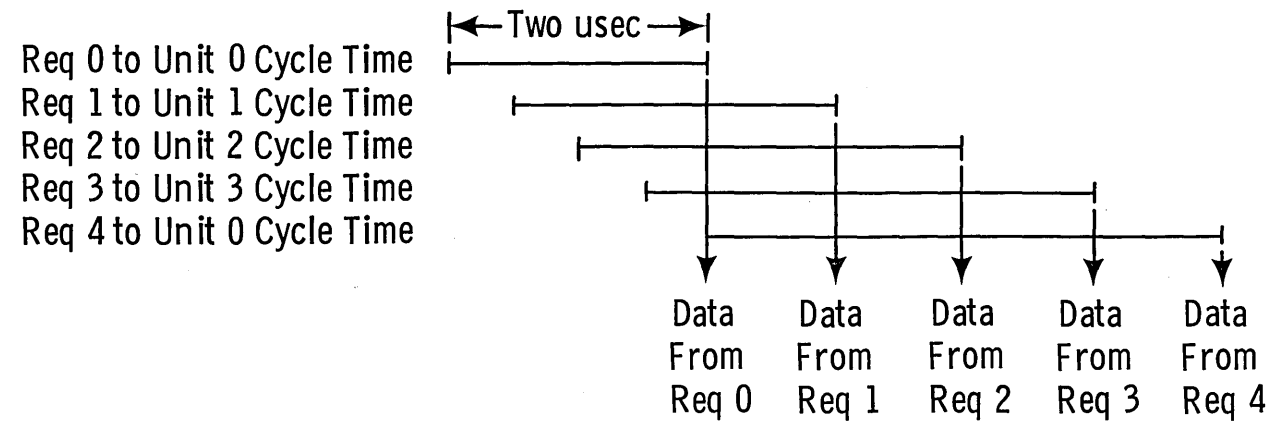 Two usec
Req 0 to Unit 0 Cycle Time
Req 1 to Unit 1 Cycle Time
Req 2 to Unit 2 Cycle Time
Req 3 to Unit 3 Cycle Time
Req 4 to Unit 0 Cycle Time
Data Data Data Data Data
From From From From From
Req 0 Req 1 Req 2 Req 3 Req 4